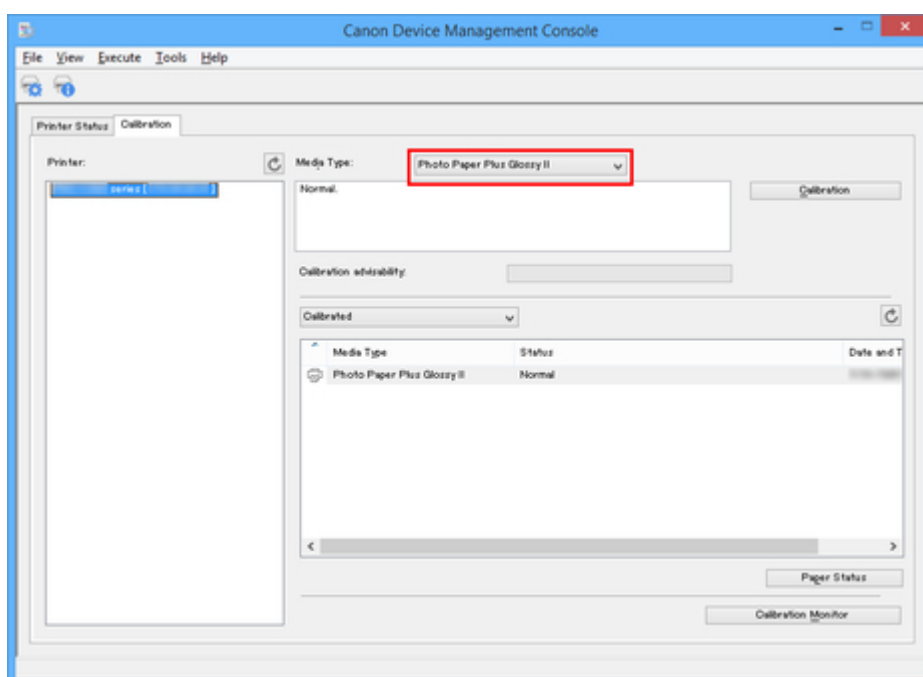 Canon Device Management Console
File View Execute Tools Help
Printer Status Calibration
Printer: Media Type: Photo Paper Plus Glossy II
series [ ] Normal. Calibration
Calibration advisability:
Calibrated
Media Type Status Date and T
Photo Paper Plus Glossy II Normal
Paper Status
Calibration Monitor